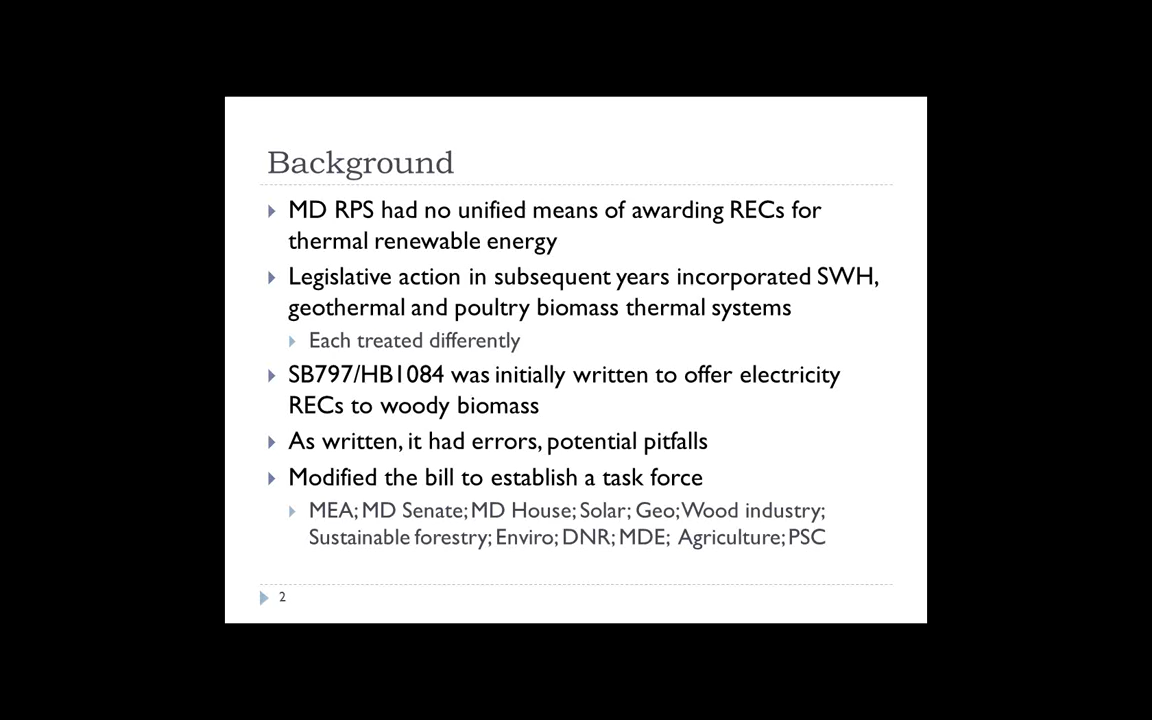 Background
MD RPS had no unified means of awarding RECs for
thermal renewable energy
Legislative action in subsequent years incorporated SWH,
geothermal and poultry biomass thermal systems
Each treated differently
SB797/HB1084 was initially written to offer electricity
RECs to woody biomass
As written, it had errors, potential pitfalls
Modified the bill to establish a task force
MEA; MD Senate; MD House; Solar; Geo; Wood industry;
Sustainable forestry; Enviro; DNR; MDE; Agriculture; PSC
2